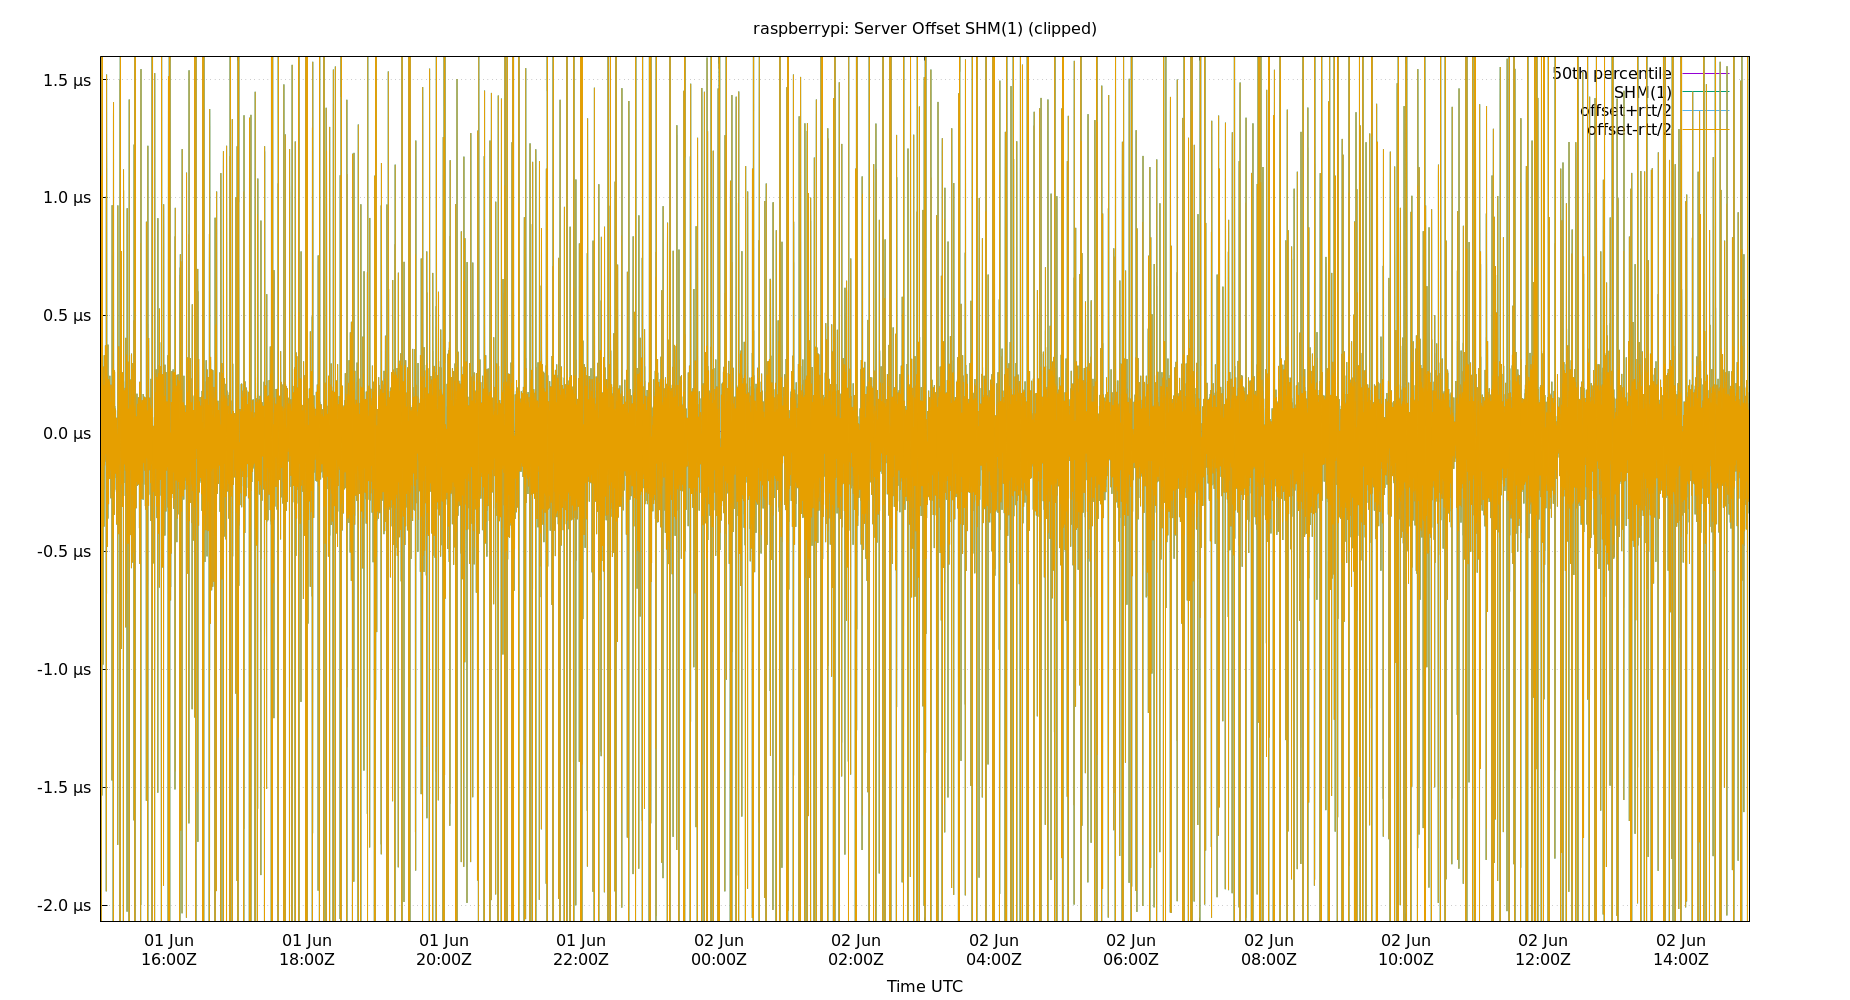 raspberrypi: Server Offset SHM(1) (clipped)
1.5 µs
1.0 µs
0.5 µs
0.0 µs
-0.5 µs
-1.0 µs
-1.5 µs
-2.0 µs
50th percentile
SHM(1)
offset+rtt/2
offset-rtt/2
01 Jun 01 Jun 01 Jun 01 Jun 02 Jun 02 Jun 02 Jun 02 Jun 02 Jun 02 Jun 02 Jun 02 Jun
16:00Z 18:00Z 20:00Z 22:00Z 00:00Z 02:00Z 04:00Z 06:00Z 08:00Z 10:00Z 12:00Z 14:00Z
Time UTC